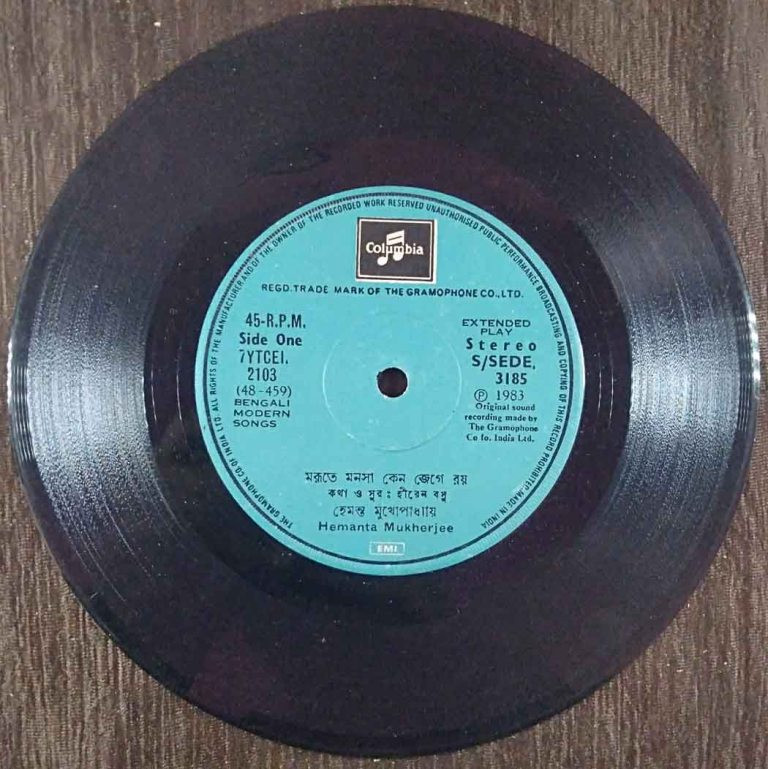 THE GRAMOPHONE CO OF INDIA LTD. ALL RIGHTS OF THE MANUFACTURER AND OF THE OWNER OF THE RECORDED WORK RESERVED UNAUTHORISED PUBLIC PERFORMANCE BROADCASTING AND COPYING OF THIS RECORD PROHIBITED MADE IN INDIA
Columbia
REGD. TRADE MARK OF THE GRAMOPHONE CO., LTD.
45-R.P.M.
Side One
7YTCEI.
2103
(48-459)
BENGALI
MODERN
SONGS
EXTENDED
PLAY
Stereo
S/SEDE.
3185
Ⓟ 1983
Original sound
recording made by
The Gramophone
Co fo. India Ltd.
মরুতে মনসা কেন জেগে রয়
কথা ও সুর : হীরেন বসু
হেমন্ত মুখোপাধ্যায়
Hemanta Mukherjee
EMI